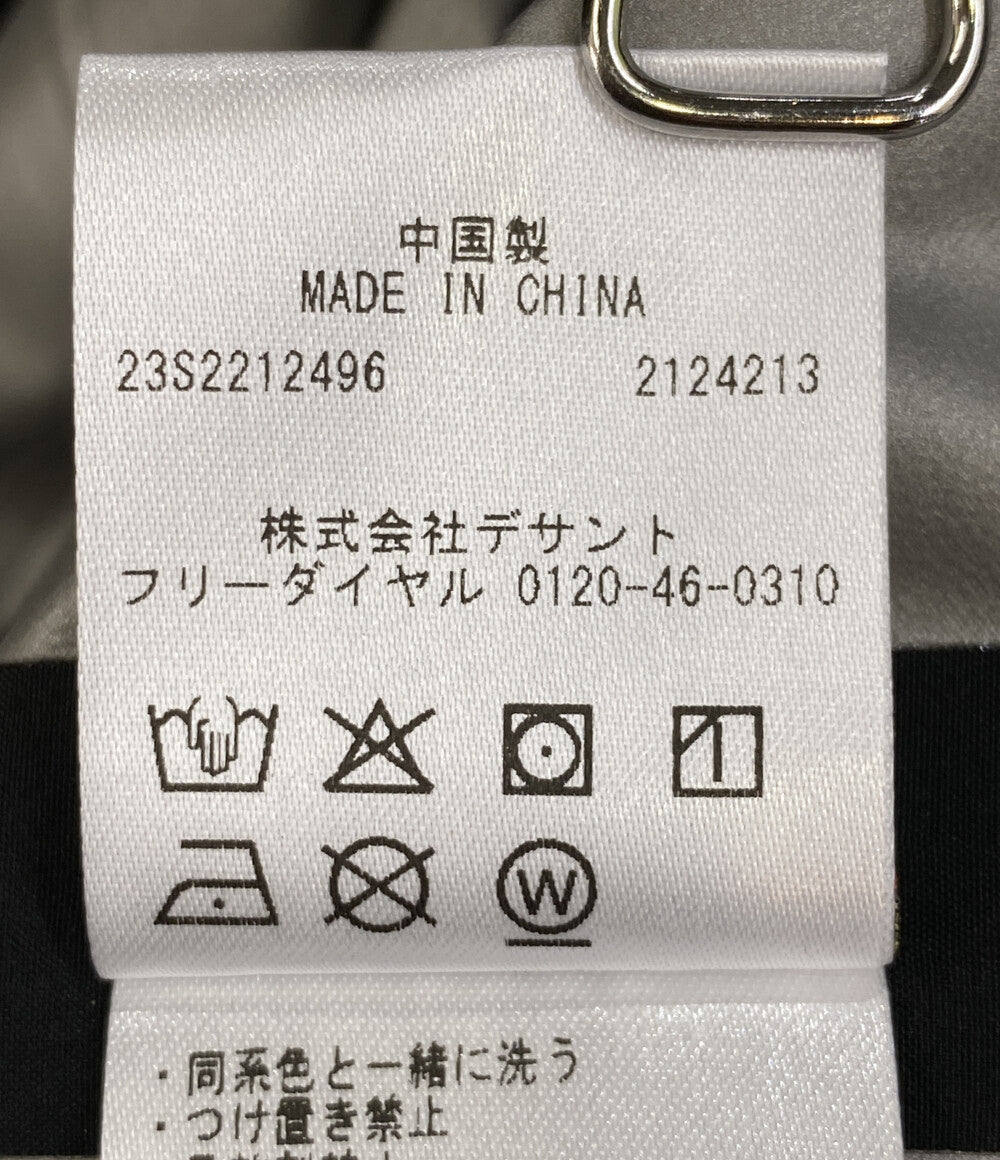 中国製
MADE IN CHINA
23S2212496 2124213
株式会社デサント
フリーダイヤル 0120-46-0310
W
・同系色と一緒に洗う
・つけ置き禁止